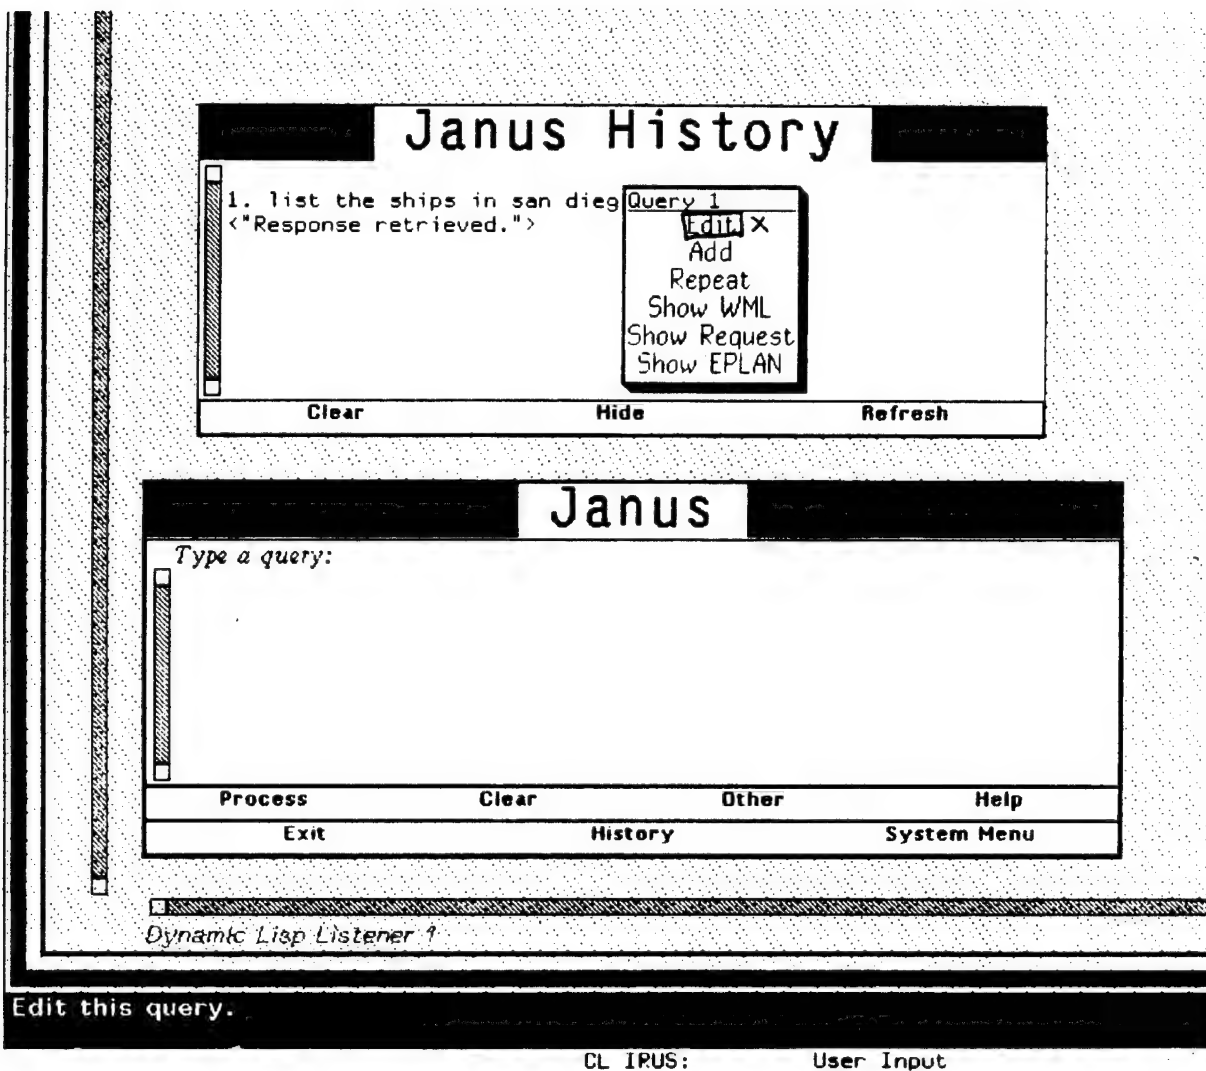 Janus History
1. list the ships in san dieg
<"Response retrieved.">
Query 1
Edit X
Add
Repeat
Show WML
Show Request
Show EPLAN
Clear Hide Refresh
Janus
Type a query:
Process Clear Other Help
Exit History System Menu
Dynamic Lisp Listener 1
Edit this query.
CL IRUS: User Input